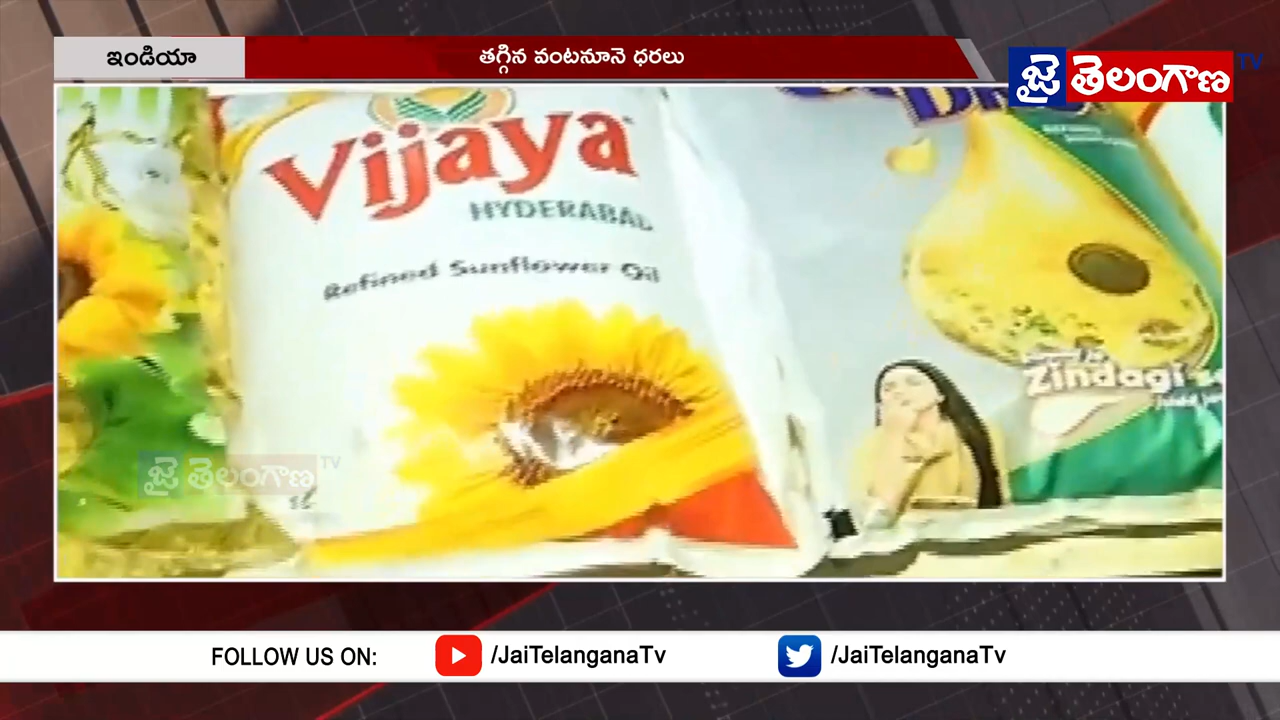 ఇండియా
తగ్గిన వంటనూనె ధరలు
జై తెలంగాణ TV
Vijaya
HYDERABAD
Refined Sunflower Oil
Zindagi
జై తెలంగాణ TV
FOLLOW US ON:
/JaiTelanganaTv
/JaiTelanganaTv